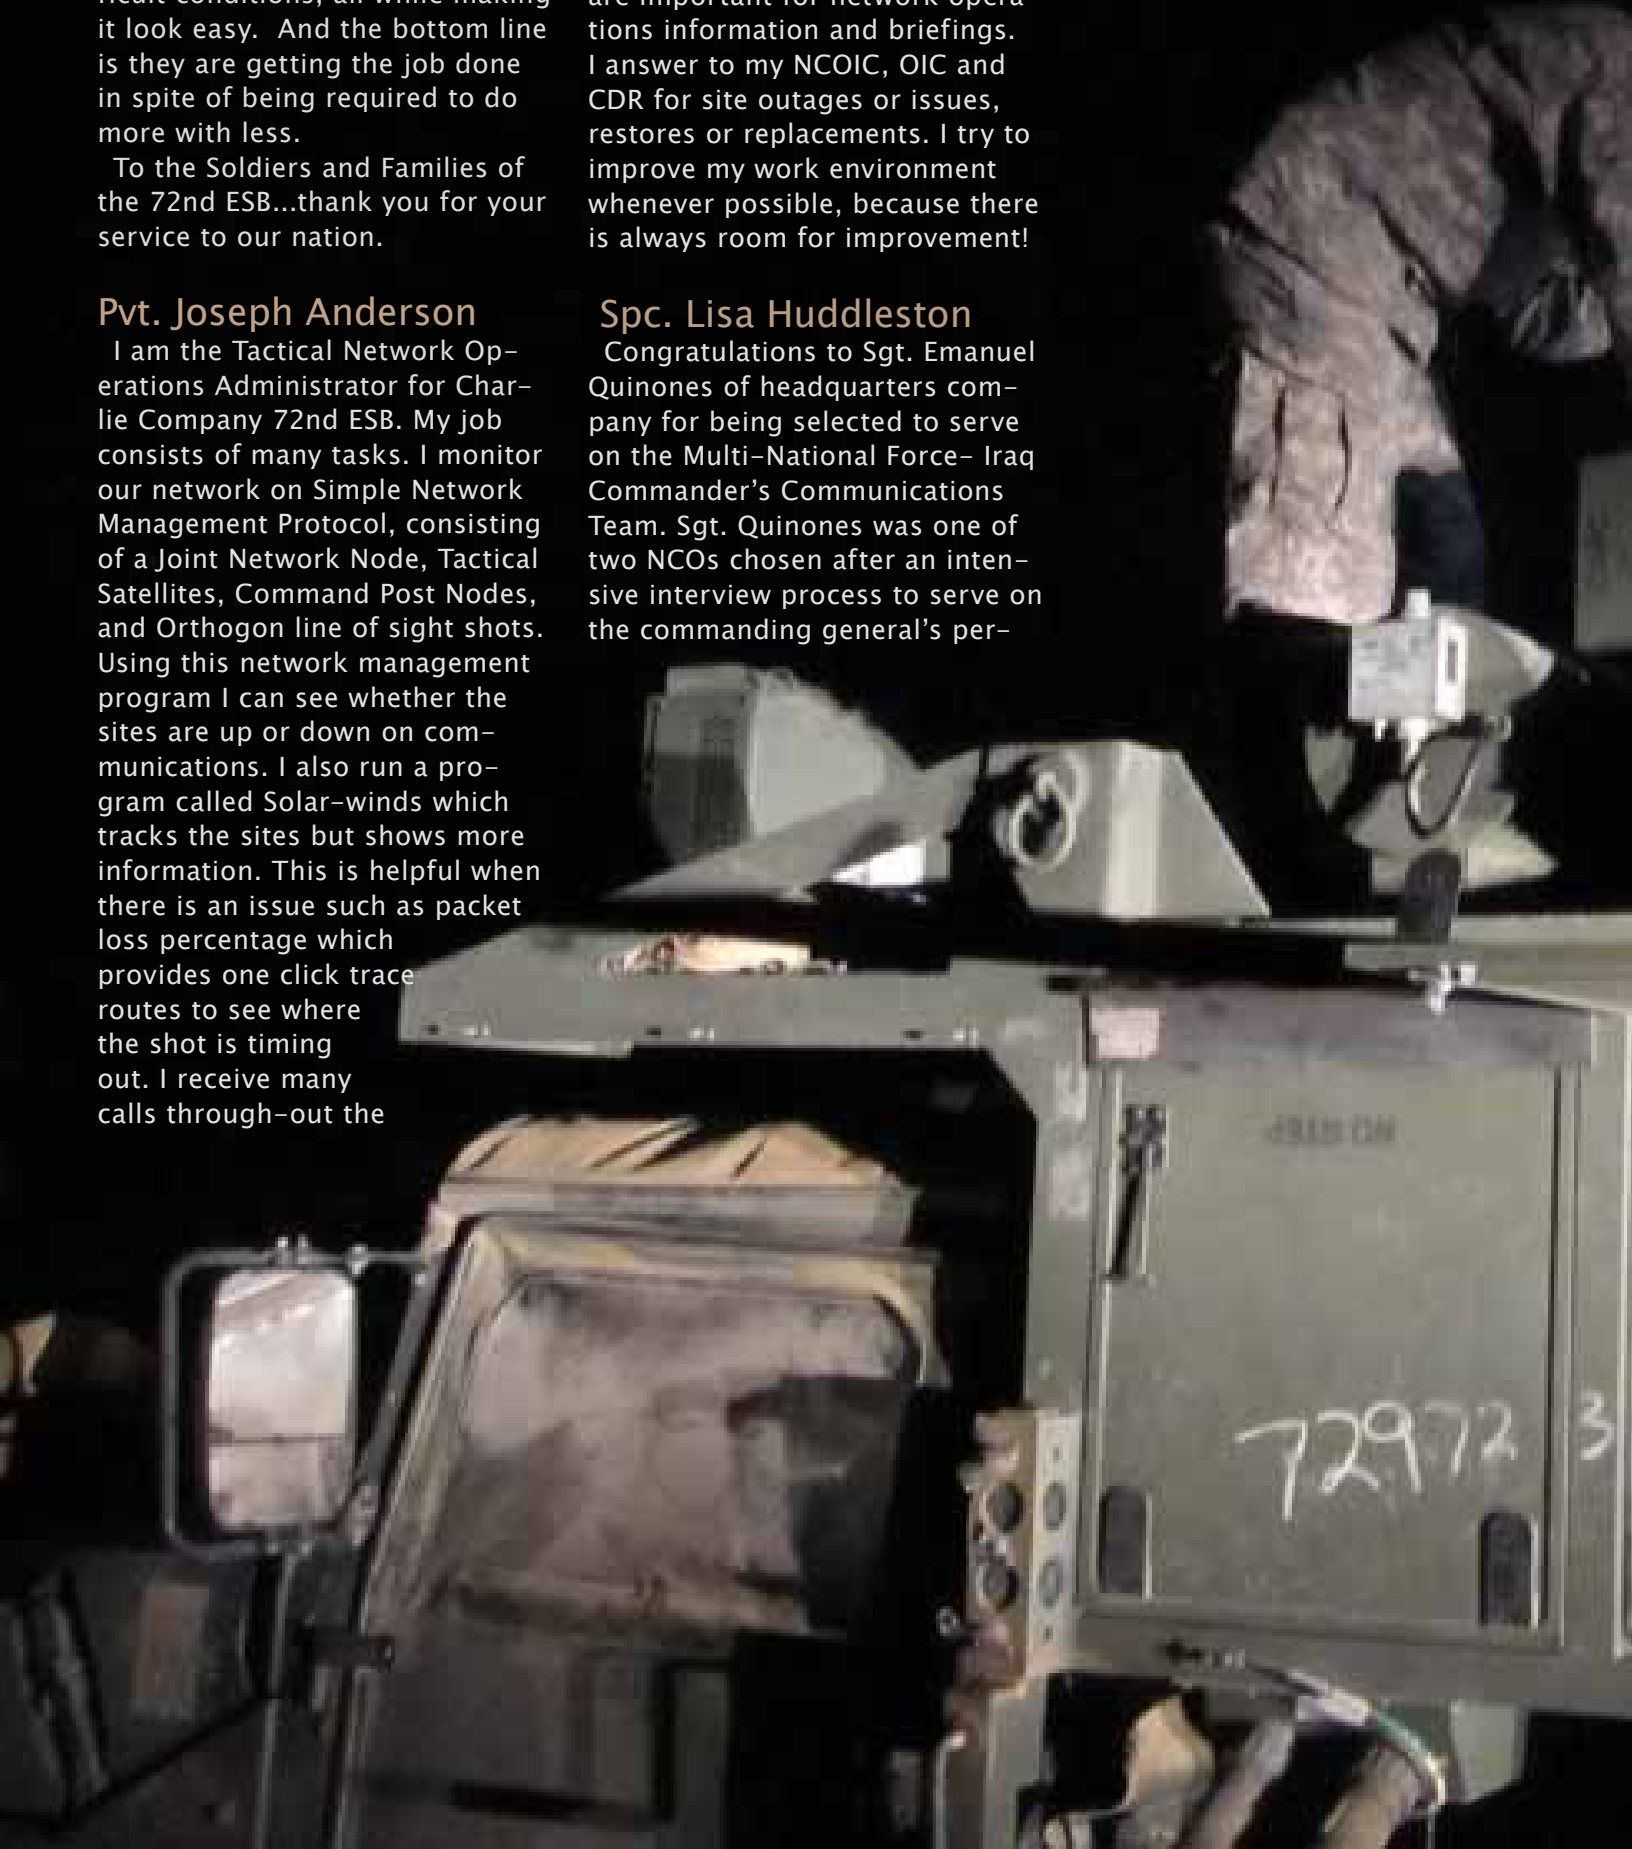 ficult conditions, all while making
it look easy.  And the bottom line
is they are getting the job done
in spite of being required to do
more with less.
To the Soldiers and Families of
the 72nd ESB...thank you for your
service to our nation.
Pvt. Joseph Anderson
I am the Tactical Network Op-
erations Administrator for Char-
lie Company 72nd ESB. My job
consists of many tasks. I monitor
our network on Simple Network
Management Protocol, consisting
of a Joint Network Node, Tactical
Satellites, Command Post Nodes,
and Orthogon line of sight shots.
Using this network management
program I can see whether the
sites are up or down on com-
munications. I also run a pro-
gram called Solar-winds which
tracks the sites but shows more
information. This is helpful when
there is an issue such as packet
loss percentage which
provides one click trace
routes to see where
the shot is timing
out. I receive many
calls through-out the
are important for network opera
tions information and briefings.
I answer to my NCOIC, OIC and
CDR for site outages or issues,
restores or replacements. I try to
improve my work environment
whenever possible, because there
is always room for improvement!
Spc. Lisa Huddleston
Congratulations to Sgt. Emanuel
Quinones of headquarters com-
pany for being selected to serve
on the Multi-National Force- Iraq
Commander's Communications
Team. Sgt. Quinones was one of
two NCOs chosen after an inten-
sive interview process to serve on
the commanding general's per-
NO STEP
72972 3